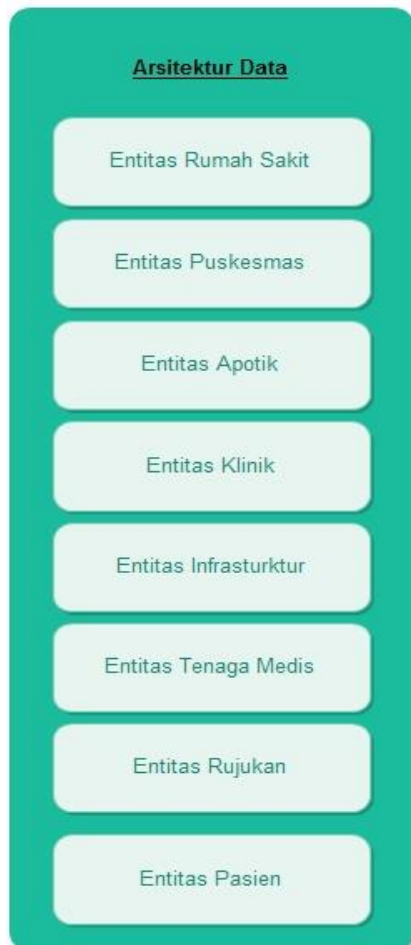 Arsitektur Data
Entitas Rumah Sakit
Entitas Puskesmas
Entitas Apotik
Entitas Klinik
Entitas Infrasturktur
Entitas Tenaga Medis
Entitas Rujukan
Entitas Pasien